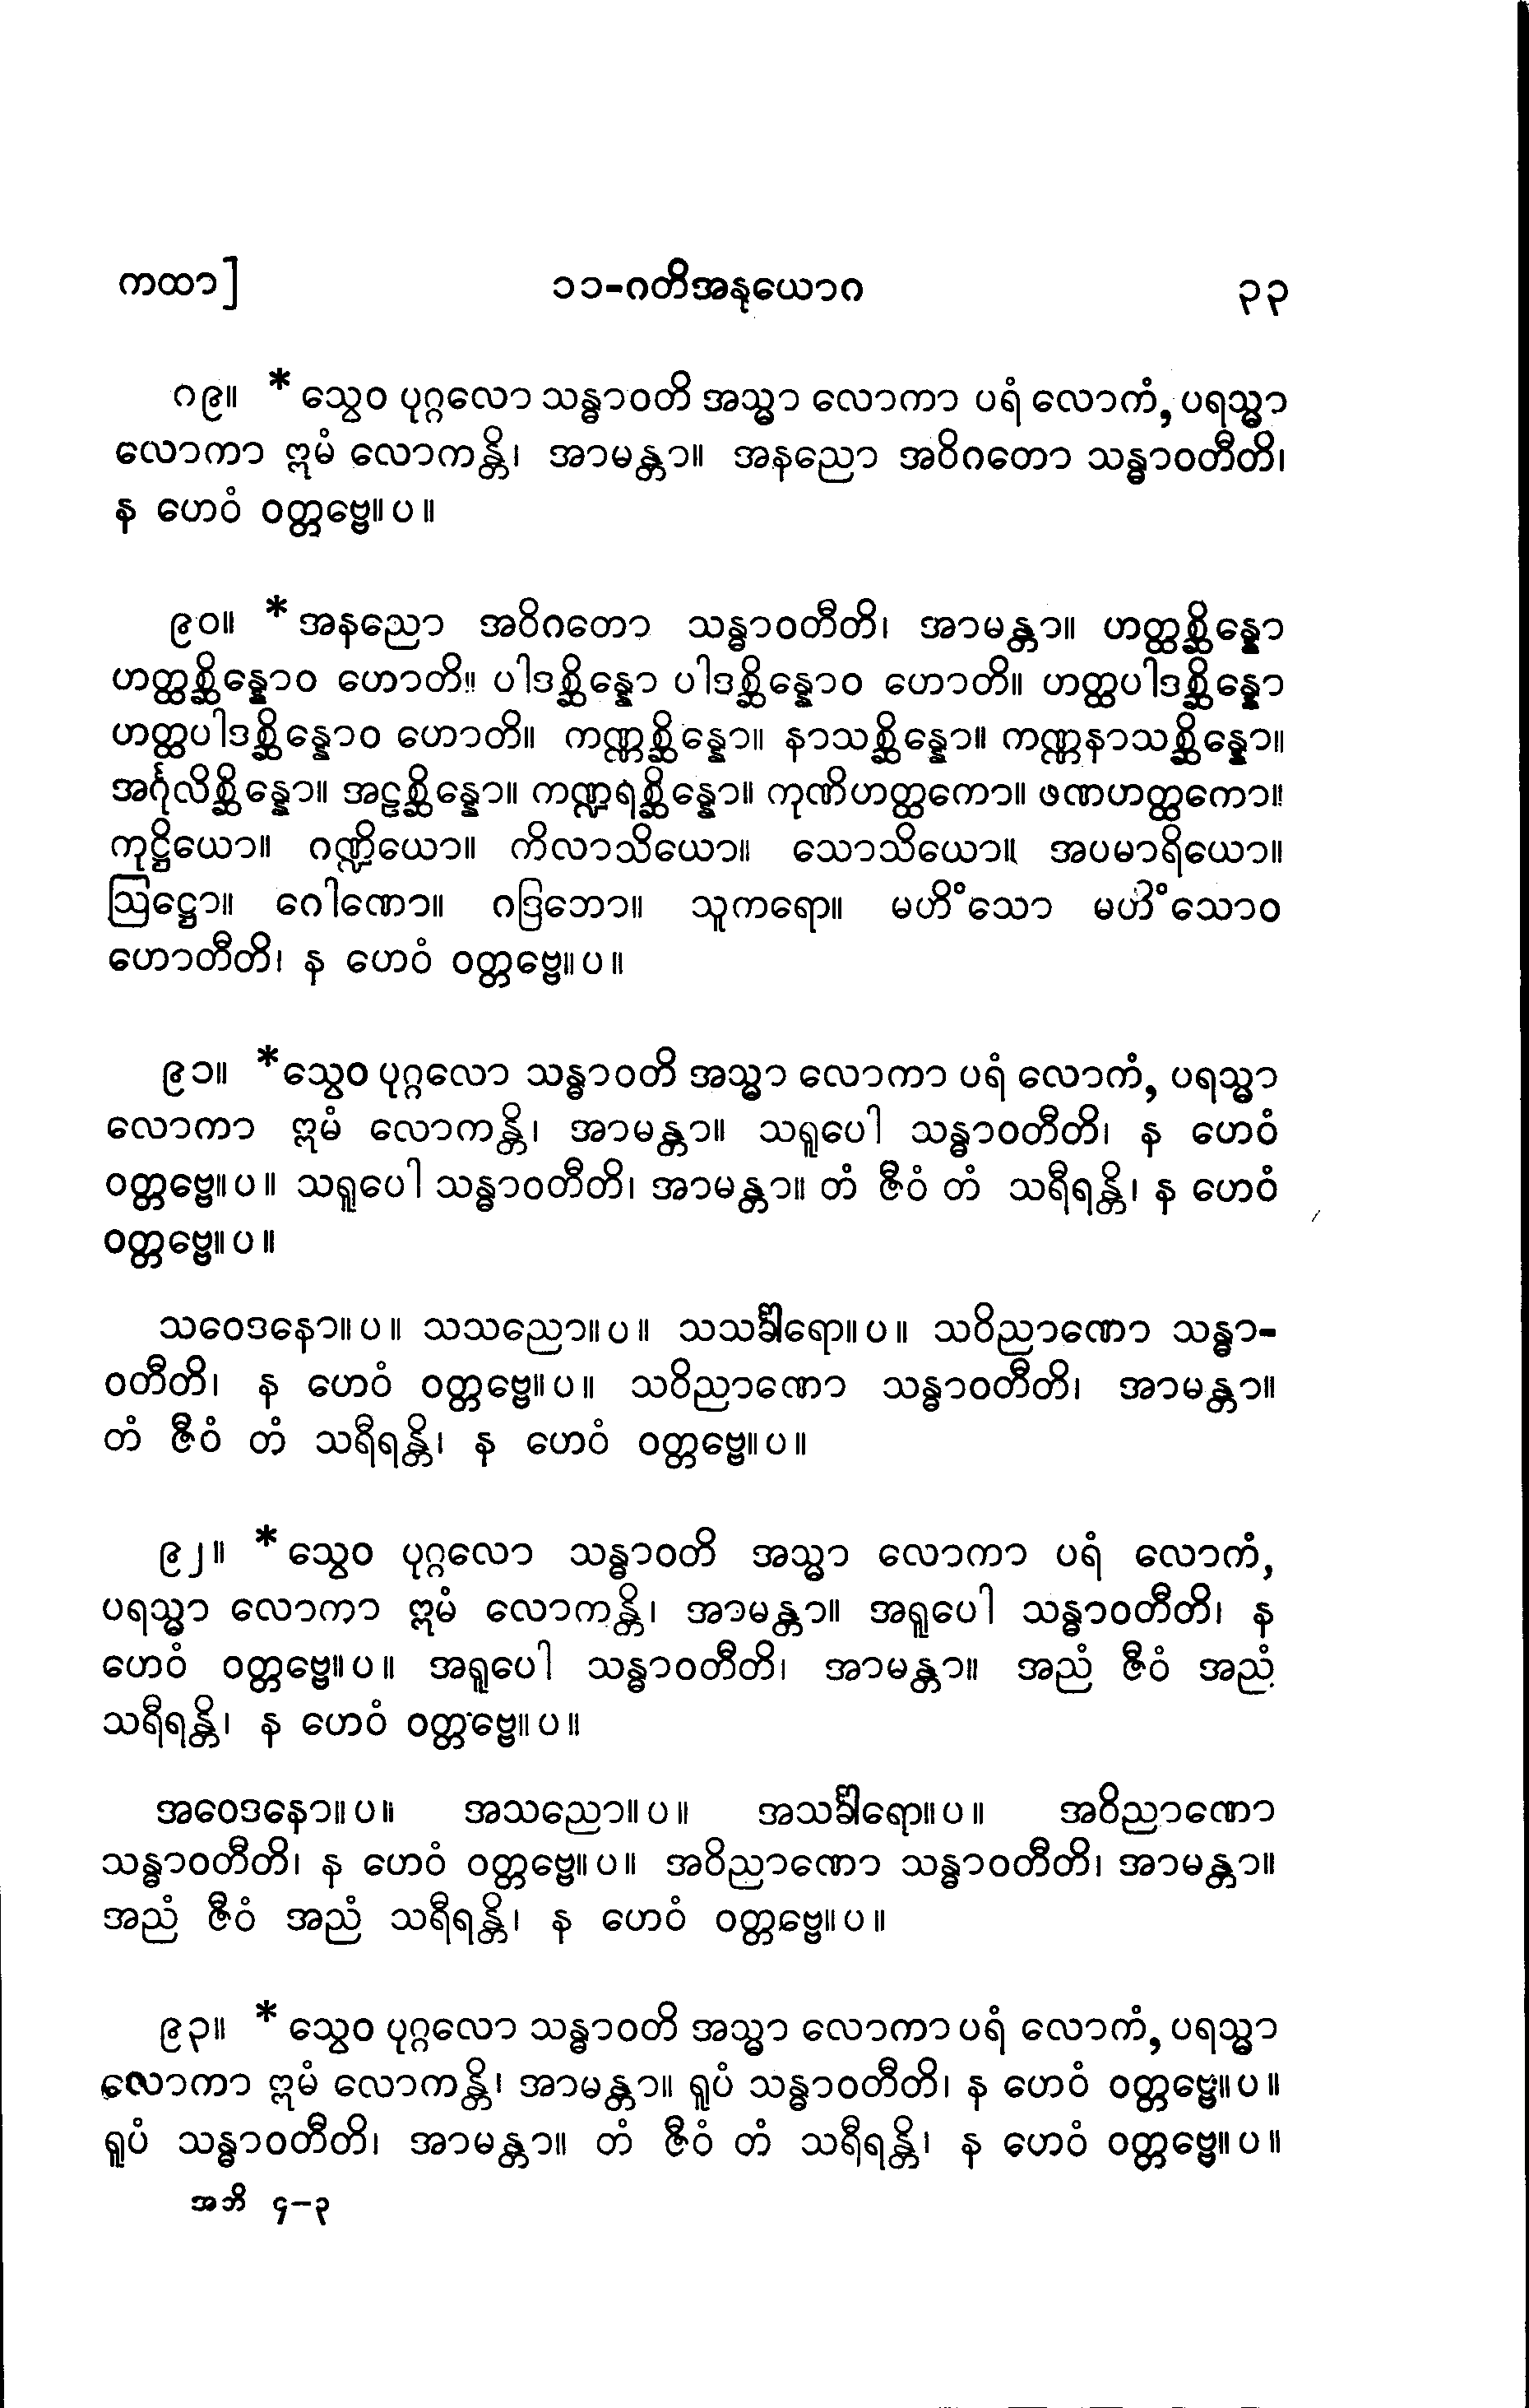 ကထာ] ၁၁-ဂတိအနုယောဂ ၃၃
၈၉။ * သွေဝ ပုဂ္ဂလော သန္ဓာဝတိ အသ္မာ လောကာ ပရံ လောကံ, ပရသ္မာ
လောကာ ဣမံ လောကန္တိ၊ အာမန္တာ။ အနညော အဝိဂတော သန္ဓာဝတီတိ၊
န ဟေဝံ ဝတ္တဗ္ဗေ။ ပ ။
၉၀။ * အနညော အဝိဂတော သန္ဓာဝတီတိ၊ အာမန္တာ။ ဟတ္ထစ္ဆိန္နော
ဟတ္ထစ္ဆိန္နောဝ ဟောတိ။ ပါဒစ္ဆိန္နော ပါဒစ္ဆိန္နောဝ ဟောတိ။ ဟတ္ထပါဒစ္ဆိန္နော
ဟတ္ထပါဒစ္ဆိန္နောဝ ဟောတိ။ ကဏ္ဏစ္ဆိန္နော။ နာသစ္ဆိန္နော။ ကဏ္ဏနာသစ္ဆိန္နော။
အင်္ဂုလိစ္ဆိန္နော။ အဠစ္ဆိန္နော။ ကဏ္ဍရစ္ဆိန္နော။ ကုဏိဟတ္ထကော။ ဖဏဟတ္ထကော။
ကုဋ္ဌိယော။ ဂဏ္ဍိယော။ ကိလာသိယော။ သောသိယော။ အပမာရိယော။
ဩဋ္ဌော။ ဂေါဏော။ ဂဒြဘော။ သူကရော။ မဟိံသော မဟိံသောဝ
ဟောတီတိ၊ န ဟေဝံ ဝတ္တဗ္ဗေ။ ပ ။
၉၁။ * သွေဝ ပုဂ္ဂလော သန္ဓာဝတိ အသ္မာ လောကာ ပရံ လောကံ, ပရသ္မာ
လောကာ ဣမံ လောကန္တိ၊ အာမန္တာ။ သရူပေါ သန္ဓာဝတီတိ၊ န ဟေဝံ
ဝတ္တဗ္ဗေ။ ပ ။ သရူပေါ သန္ဓာဝတီတိ၊ အာမန္တာ။ တံ ဇီဝံ တံ သရီရန္တိ၊ န ဟေဝံ
ဝတ္တဗ္ဗေ။ ပ ။
သဝေဒနော။ ပ ။ သသညော။ ပ ။ သသင်္ခါရော။ ပ ။ သဝိညာဏော သန္ဓာ-
ဝတီတိ၊ န ဟေဝံ ဝတ္တဗ္ဗေ။ ပ ။ သဝိညာဏော သန္ဓာဝတီတိ၊ အာမန္တာ။
တံ ဇီဝံ တံ သရီရန္တိ၊ န ဟေဝံ ဝတ္တဗ္ဗေ။ ပ ။
၉၂။ * သွေဝ ပုဂ္ဂလော သန္ဓာဝတိ အသ္မာ လောကာ ပရံ လောကံ,
ပရသ္မာ လောကာ ဣမံ လောကန္တိ၊ အာမန္တာ။ အရူပေါ သန္ဓာဝတီတိ၊ န
ဟေဝံ ဝတ္တဗ္ဗေ။ ပ ။ အရူပေါ သန္ဓာဝတီတိ၊ အာမန္တာ။ အညံ ဇီဝံ အညံ
သရီရန္တိ၊ န ဟေဝံ ဝတ္တဗ္ဗေ။ ပ ။
အဝေဒနော။ ပ ။ အသညော။ ပ ။ အသင်္ခါရော။ ပ ။ အဝိညာဏော
သန္ဓာဝတီတိ၊ န ဟေဝံ ဝတ္တဗ္ဗေ။ ပ ။ အဝိညာဏော သန္ဓာဝတီတိ၊ အာမန္တာ။
အညံ ဇီဝံ အညံ သရီရန္တိ၊ န ဟေဝံ ဝတ္တဗ္ဗေ။ ပ ။
၉၃။ * သွေဝ ပုဂ္ဂလော သန္ဓာဝတိ အသ္မာ လောကာ ပရံ လောကံ, ပရသ္မာ
လောကာ ဣမံ လောကန္တိ၊ အာမန္တာ။ ရူပံ သန္ဓာဝတီတိ၊ န ဟေဝံ ဝတ္တဗ္ဗေ။ ပ ။
ရူပံ သန္ဓာဝတီတိ၊ အာမန္တာ။ တံ ဇီဝံ တံ သရီရန္တိ၊ န ဟေဝံ ဝတ္တဗ္ဗေ။ ပ ။
အဘိ ၄-၃